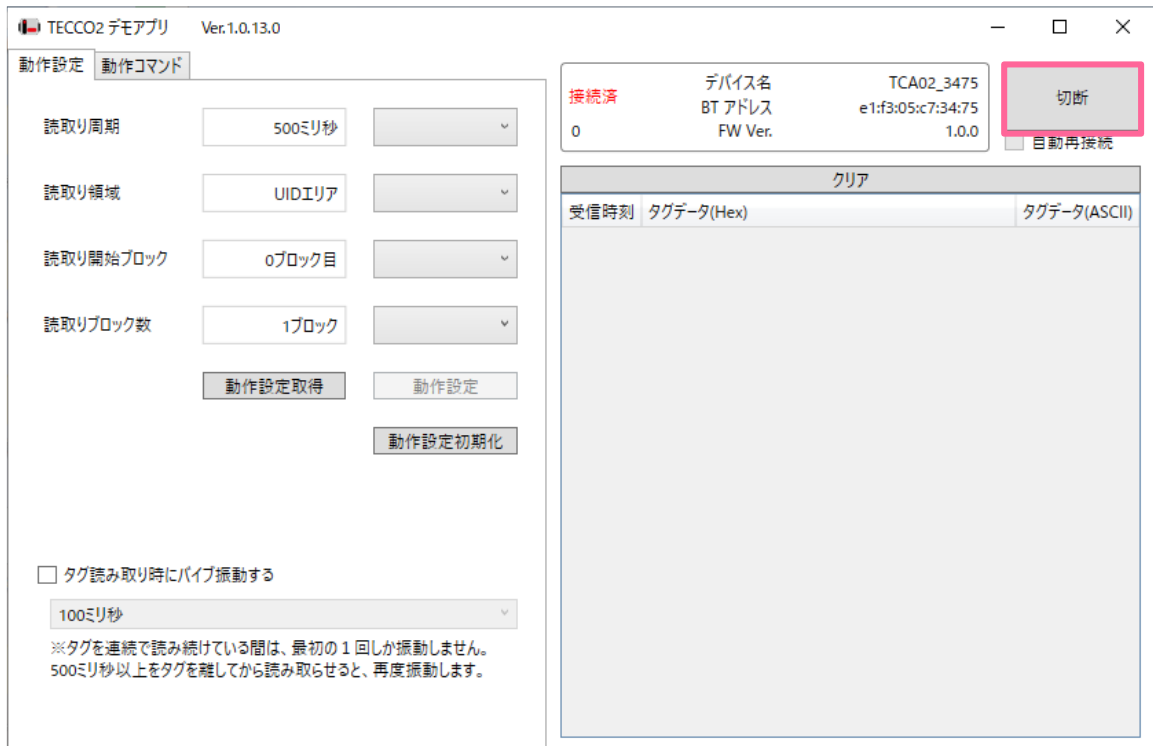 TECCO2 デモアプリ Ver.1.0.13.0
動作設定 動作コマンド
読取り周期 500ミリ秒
読取り領域 UIDエリア
読取り開始ブロック 0ブロック目
読取りブロック数 1ブロック
動作設定取得 動作設定
動作設定初期化
タグ読み取り時にバイブ振動する
100ミリ秒
※タグを連続で読み続けている間は、最初の1回しか振動しません。
500ミリ秒以上をタグを離してから読み取らせると、再度振動します。
接続済 デバイス名 TCA02_3475
BT アドレス e1:f3:05:c7:34:75
0 FW Ver. 1.0.0
切断
自動再接続
クリア
受信時刻 タグデータ(Hex) タグデータ(ASCII)